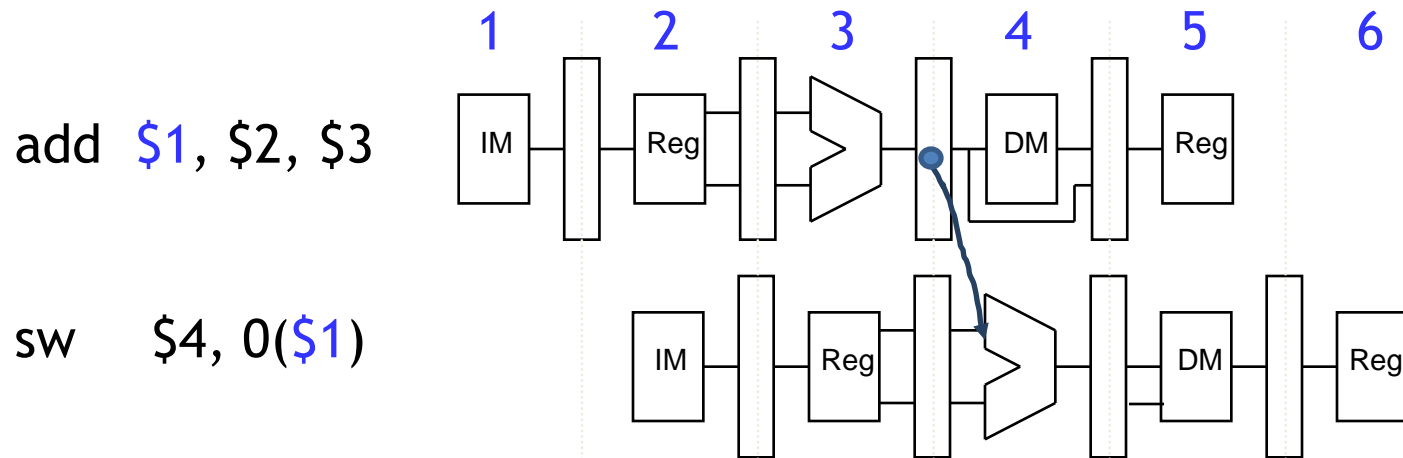 1 2 3 4 5 6
add $1, $2, $3 IM Reg DM Reg
sw $4, 0($1) IM Reg DM Reg